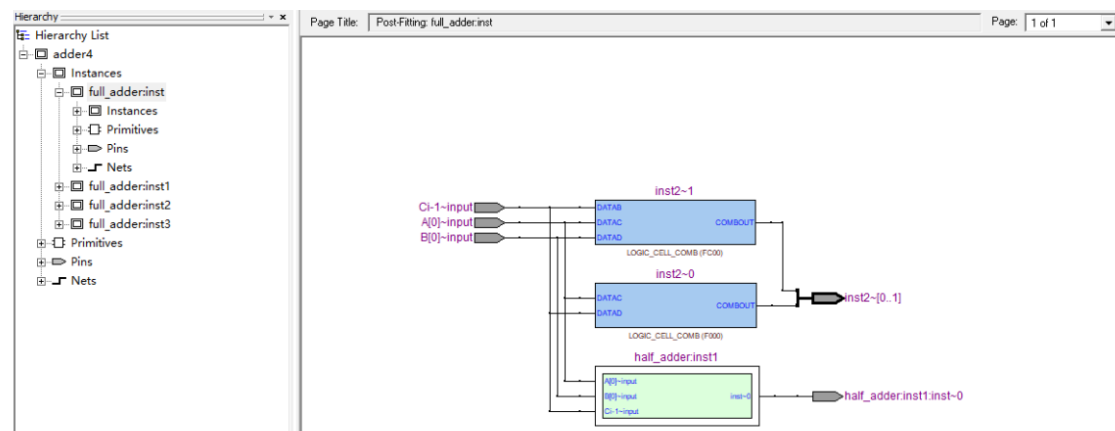 Hierarchy
Hierarchy List
adder4
Instances
full_adder:inst
Instances
Primitives
Pins
Nets
full_adder:inst1
full_adder:inst2
full_adder:inst3
Primitives
Pins
Nets
Page Title: Post-Fitting: full_adder:inst Page: 1 of 1
inst2~1
Ci-1~input DATAB
A[0]~input DATAC COMBOUT
B[0]~input DATAD
LOGIC_CELL_COMB (FC00)
inst2~0
DATAC COMBOUT inst2~[0..1]
DATAD
LOGIC_CELL_COMB (F000)
half_adder:inst1
A[0]~input
B[0]~input inst~0 half_adder:inst1:inst~0
Ci-1~input